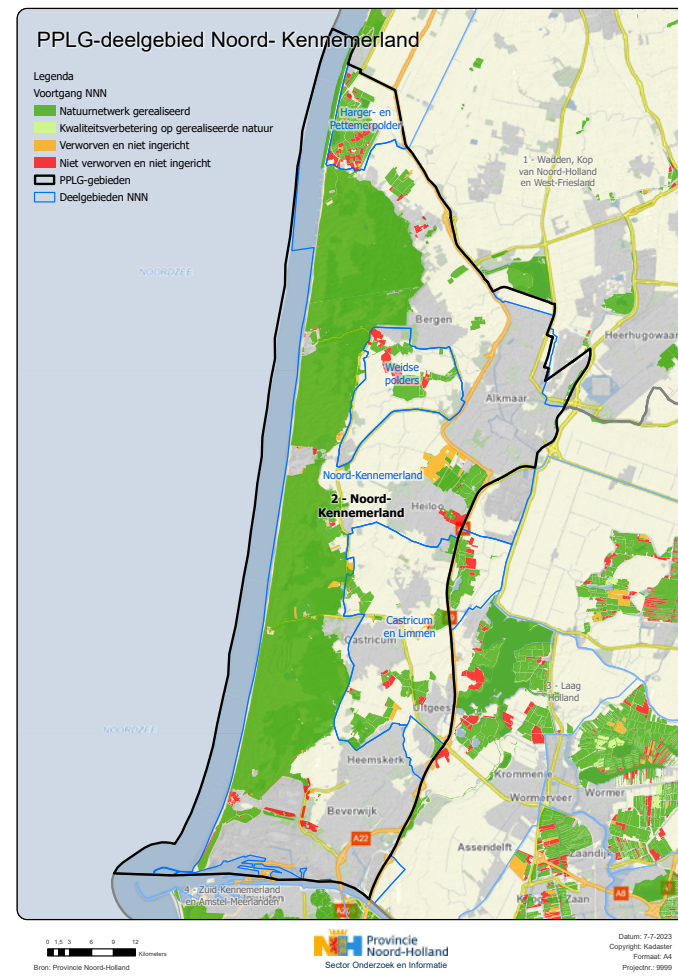 PPLG-deelgebied Noord- Kennemerland
Legenda
Voortgang NNN
Natuurnetwerk gerealiseerd
Kwaliteitsverbetering op gerealiseerde natuur
Verworven en niet ingericht
Niet verworven en niet ingericht
PPLG-gebieden
Deelgebieden NNN
Harger- en
Pettemerpolder
1 - Wadden, Kop
van Noord-Holland
en West-Friesland
NOORDZEE
Bergen
Heerhugowaard
Weidse
polders
Alkmaar
Noord-Kennemerland
2 - Noord-
Kennemerland
Heiloo
Castricum
en Limmen
Castricum
3 - Laag
Holland
Uitgeest
NOORDZEE
Heemskerk
Krommenie
Wormerveer
Wormer
Beverwijk
A22
Assendelft
Zaandijk
4 - Zuid-Kennemerland
en Amstel-Meerlanden
A8
0 1,5 3 6 9 12
Kilometers
Bron: Provincie Noord-Holland
NH
Provincie
Noord-Holland
Sector Onderzoek en Informatie
Datum: 7-7-2023
Copyright: Kadaster
Formaat: A4
Projectnr.: 9999